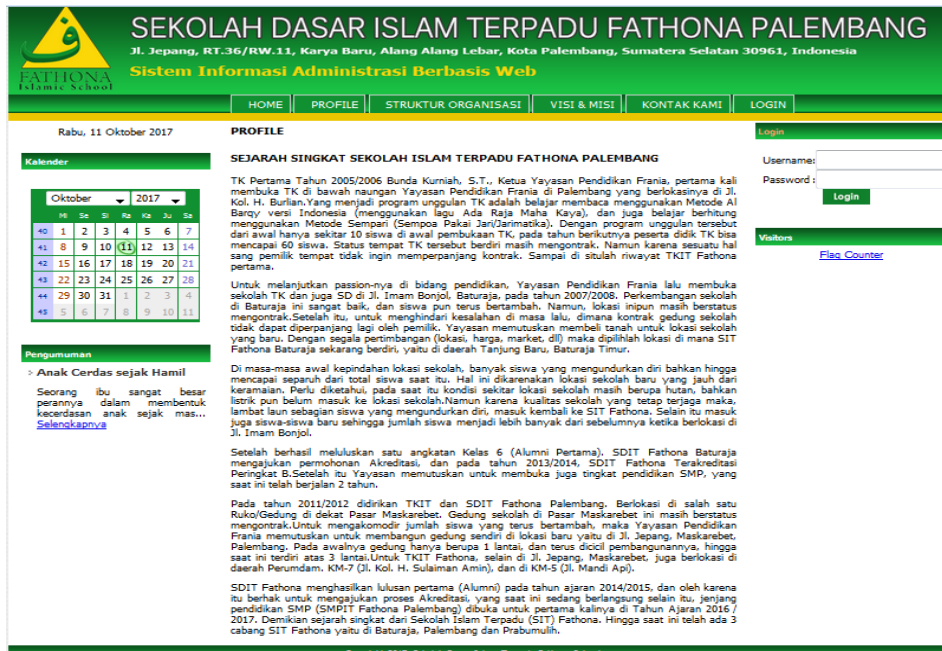 FATHONA
Islamic School
SEKOLAH DASAR ISLAM TERPADU FATHONA PALEMBANG
Jl. Jepang, RT.36/RW.11, Karya Baru, Alang Alang Lebar, Kota Palembang, Sumatera Selatan 30961, Indonesia
Sistem Informasi Administrasi Berbasis Web
HOME PROFILE STRUKTUR ORGANISASI VISI & MISI KONTAK KAMI LOGIN
Rabu, 11 Oktober 2017
Kalender
Oktober 2017
Mi Se Sl Ra Ka Ju Sa
40 1 2 3 4 5 6 7
41 8 9 10 11 12 13 14
42 15 16 17 18 19 20 21
43 22 23 24 25 26 27 28
44 29 30 31 1 2 3 4
45 5 6 7 8 9 10 11
Pengumuman
> Anak Cerdas sejak Hamil
Seorang ibu sangat besar
perannya dalam membentuk
kecerdasan anak sejak mas...
Selengkapnya
PROFILE
SEJARAH SINGKAT SEKOLAH ISLAM TERPADU FATHONA PALEMBANG
TK Pertama Tahun 2005/2006 Bunda Kurniah, S.T., Ketua Yayasan Pendidikan Frania, pertama kali
membuka TK di bawah naungan Yayasan Pendidikan Frania di Palembang yang berlokasinya di Jl.
Kol. H. Burlian.Yang menjadi program unggulan TK adalah belajar membaca menggunakan Metode Al
Barqy versi Indonesia (menggunakan lagu Ada Raja Maha Kaya), dan juga belajar berhitung
menggunakan Metode Sempari (Sempoa Pakai Jari/Jarimatika). Dengan program unggulan tersebut
dari awal hanya sekitar 10 siswa di awal pembukaan TK, pada tahun berikutnya peserta didik TK bisa
mencapai 60 siswa. Status tempat TK tersebut berdiri masih mengontrak. Namun karena sesuatu hal
sang pemilik tempat tidak ingin memperpanjang kontrak. Sampai di situlah riwayat TKIT Fathona
pertama.
Untuk melanjutkan passion-nya di bidang pendidikan, Yayasan Pendidikan Frania lalu membuka
sekolah TK dan juga SD di Jl. Imam Bonjol, Baturaja, pada tahun 2007/2008. Perkembangan sekolah
di Baturaja ini sangat baik, dan siswa pun terus bertambah. Namun, lokasi inipun masih berstatus
mengontrak.Setelah itu, untuk menghindari kesalahan di masa lalu, dimana kontrak gedung sekolah
tidak dapat diperpanjang lagi oleh pemilik. Yayasan memutuskan membeli tanah untuk lokasi sekolah
yang baru. Dengan segala pertimbangan (lokasi, harga, market, dll) maka dipilihlah lokasi di mana SIT
Fathona Baturaja sekarang berdiri, yaitu di daerah Tanjung Baru, Baturaja Timur.
Di masa-masa awal kepindahan lokasi sekolah, banyak siswa yang mengundurkan diri bahkan hingga
mencapai separuh dari total siswa saat itu. Hal ini dikarenakan lokasi sekolah baru yang jauh dari
keramaian. Perlu diketahui, pada saat itu kondisi sekitar lokasi sekolah masih berupa hutan, bahkan
listrik pun belum masuk ke lokasi sekolah.Namun karena kualitas sekolah yang tetap terjaga maka,
lambat laun sebagian siswa yang mengundurkan diri, masuk kembali ke SIT Fathona. Selain itu masuk
juga siswa-siswa baru sehingga jumlah siswa menjadi lebih banyak dari sebelumnya ketika berlokasi di
Jl. Imam Bonjol.
Setelah berhasil meluluskan satu angkatan Kelas 6 (Alumni Pertama). SDIT Fathona Baturaja
mengajukan permohonan Akreditasi, dan pada tahun 2013/2014, SDIT Fathona Terakreditasi
Peringkat B.Setelah itu Yayasan memutuskan untuk membuka juga tingkat pendidikan SMP, yang
saat ini telah berjalan 2 tahun.
Pada tahun 2011/2012 didirikan TKIT dan SDIT Fathona Palembang. Berlokasi di salah satu
Ruko/Gedung di dekat Pasar Maskarebet. Gedung sekolah di Pasar Maskarebet ini masih berstatus
mengontrak.Untuk mengakomodir jumlah siswa yang terus bertambah, maka Yayasan Pendidikan
Frania memutuskan untuk membangun gedung sendiri di lokasi baru yaitu di Jl. Jepang, Maskarebet,
Palembang. Pada awalnya gedung hanya berupa 1 lantai, dan terus dicicil pembangunannya, hingga
saat ini terdiri atas 3 lantai.Untuk TKIT Fathona, selain di Jl. Jepang, Maskarebet, juga berlokasi di
daerah Perumdam. KM-7 (Jl. Kol. H. Sulaiman Amin), dan di KM-5 (Jl. Mandi Api).
SDIT Fathona menghasilkan lulusan pertama (Alumni) pada tahun ajaran 2014/2015, dan oleh karena
itu berhak untuk mengajukan proses Akreditasi, yang saat ini sedang berlangsung selain itu, jenjang
pendidikan SMP (SMPIT Fathona Palembang) dibuka untuk pertama kalinya di Tahun Ajaran 2016 /
2017. Demikian sejarah singkat dari Sekolah Islam Terpadu (SIT) Fathona. Hingga saat ini telah ada 3
cabang SIT Fathona yaitu di Baturaja, Palembang dan Prabumulih.
Login
Username:
Password :
Login
Visitors
Flag Counter